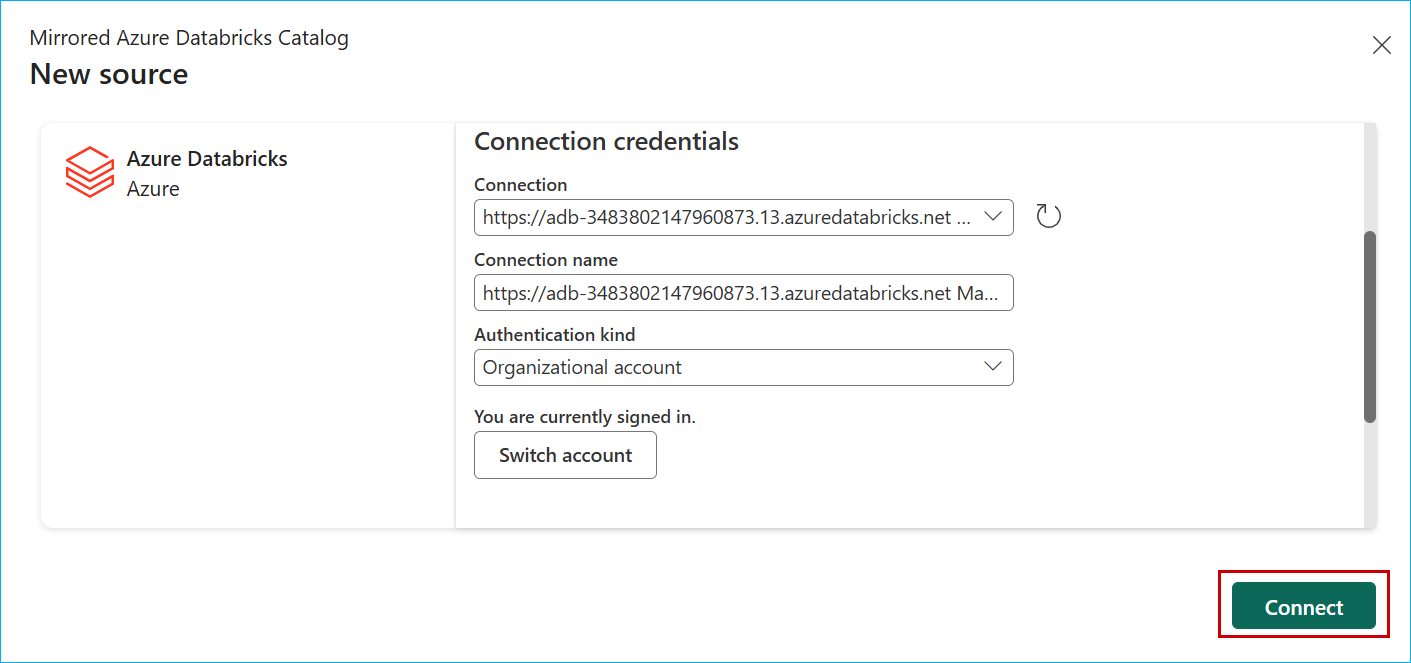 Mirrored Azure Databricks Catalog
New source
Azure Databricks
Azure
Connection credentials
Connection
https://adb-3483802147960873.13.azuredatabricks.net ...
Connection name
https://adb-3483802147960873.13.azuredatabricks.net Ma...
Authentication kind
Organizational account
You are currently signed in.
Switch account
Connect